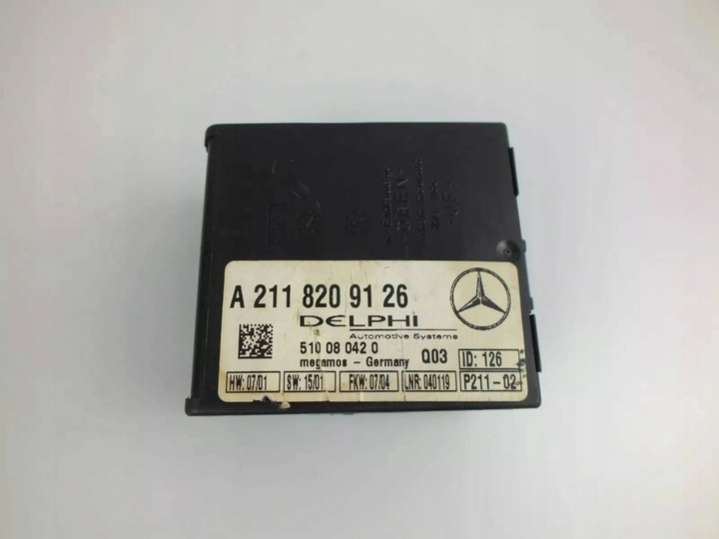 A 211 820 91 26
DELPHI
Automotive Systems
510 08 042 0 Q03 ID: 126
megamos - Germany
HW: 07/01 SW: 15/01 FKW: 07/04 LNR: 040119 P211-02